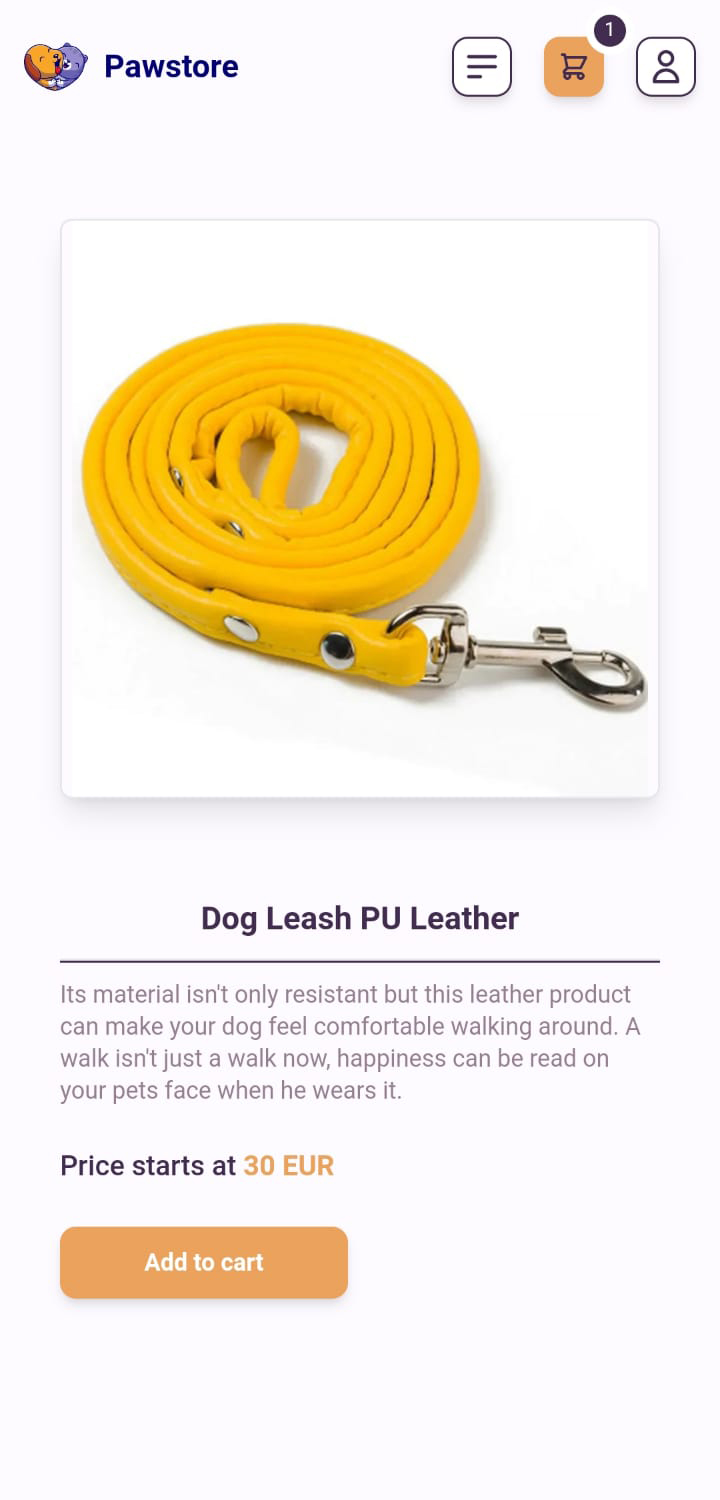 Pawstore
1
Dog Leash PU Leather
Its material isn't only resistant but this leather product
can make your dog feel comfortable walking around. A
walk isn't just a walk now, happiness can be read on
your pets face when he wears it.
Price starts at 30 EUR
Add to cart